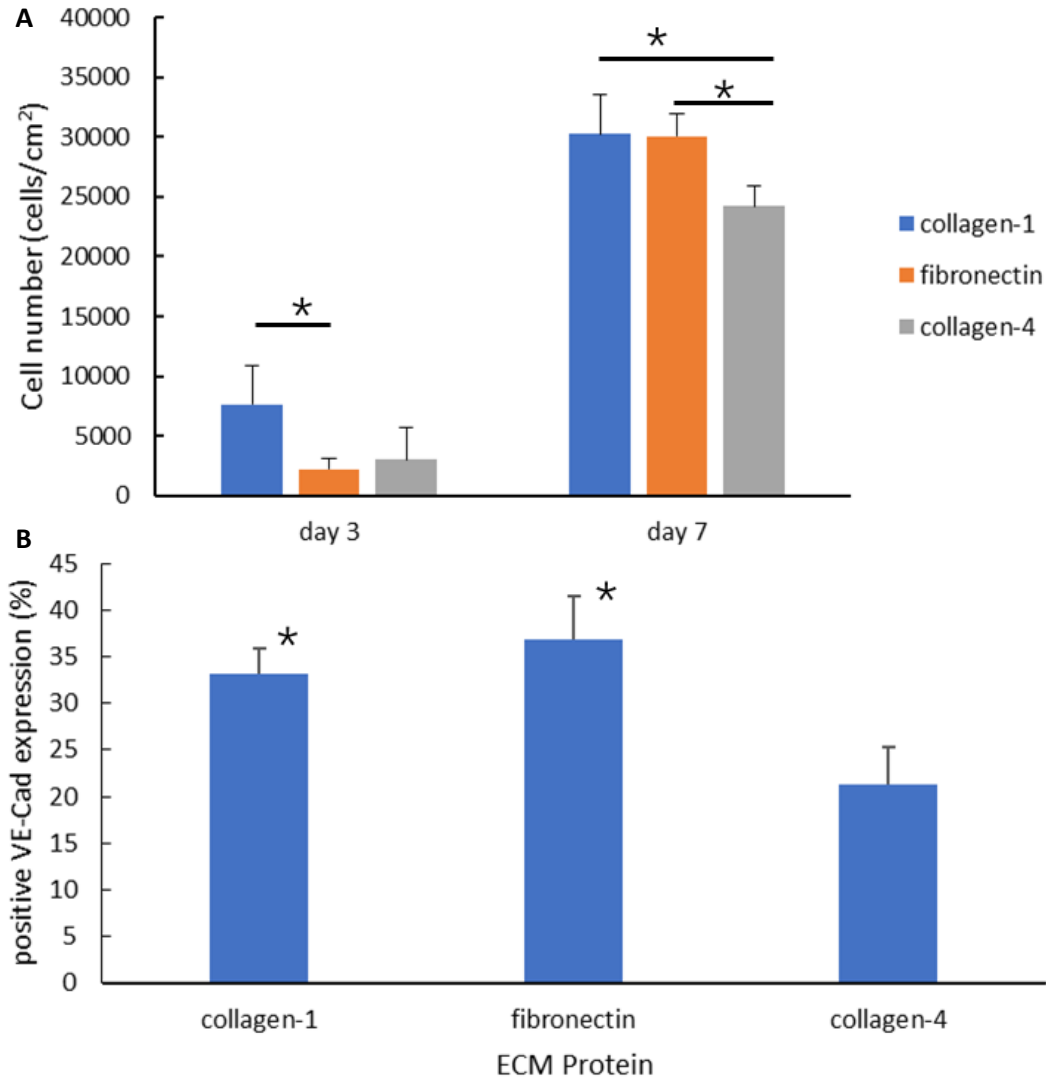 A
Cell number (cells/cm²)
40000
35000
30000
25000
20000
15000
10000
5000
0
*
*
*
day 3
day 7
collagen-1
fibronectin
collagen-4
B
positive VE-Cad expression (%)
45
40
35
30
25
20
15
10
5
0
*
*
collagen-1
fibronectin
collagen-4
ECM Protein